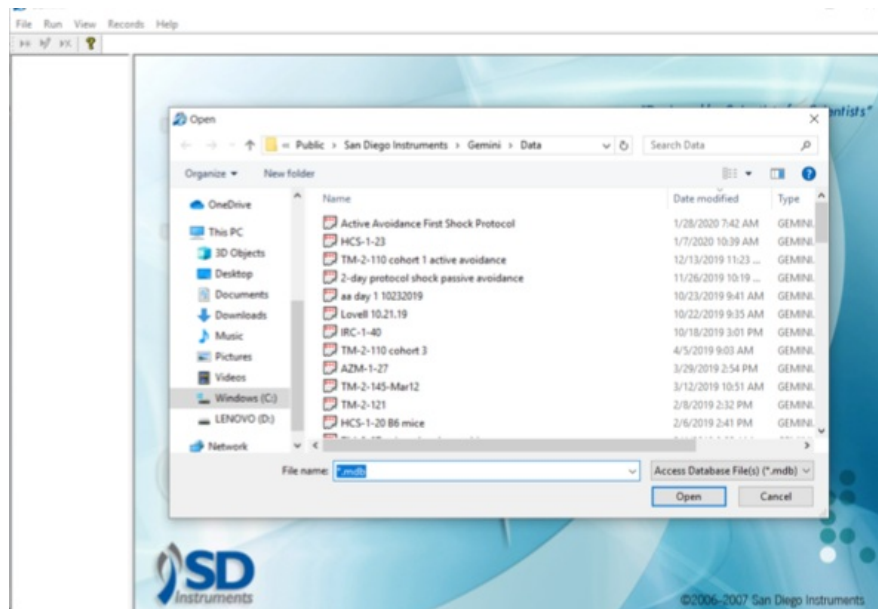 File Run View Records Help
Open
« Public › San Diego Instruments › Gemini › Data
Search Data
Organize
New folder
OneDrive
This PC
3D Objects
Desktop
Documents
Downloads
Music
Pictures
Videos
Windows (C:)
LENOVO (D:)
Network
Name Date modified Type
Active Avoidance First Shock Protocol 1/28/2020 7:42 AM GEMINI.
HCS-1-23 1/7/2020 10:39 AM GEMINI.
TM-2-110 cohort 1 active avoidance 12/13/2019 11:23 ... GEMINI.
2-day protocol shock passive avoidance 11/26/2019 10:19 ... GEMINI.
aa day 1 10232019 10/23/2019 9:41 AM GEMINI.
Lovell 10.21.19 10/22/2019 9:35 AM GEMINI.
IRC-1-40 10/18/2019 3:01 PM GEMINI.
TM-2-110 cohort 3 4/5/2019 9:03 AM GEMINI.
AZM-1-27 3/29/2019 2:54 PM GEMINI.
TM-2-145-Mar12 3/12/2019 10:51 AM GEMINI.
TM-2-121 2/8/2019 2:32 PM GEMINI.
HCS-1-20 B6 mice 2/6/2019 2:41 PM GEMINI.
File name: *.mdb
Access Database File(s) (*.mdb)
Open Cancel
SD
Instruments
©2006-2007 San Diego Instruments